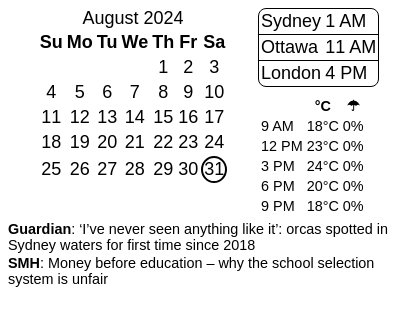 August 2024
Su Mo Tu We Th Fr Sa
1 2 3
4 5 6 7 8 9 10
11 12 13 14 15 16 17
18 19 20 21 22 23 24
25 26 27 28 29 30 31
Sydney 1 AM
Ottawa 11 AM
London 4 PM
°C ☂
9 AM 18°C 0%
12 PM 23°C 0%
3 PM 24°C 0%
6 PM 20°C 0%
9 PM 18°C 0%
Guardian: ‘I’ve never seen anything like it’: orcas spotted in
Sydney waters for first time since 2018
SMH: Money before education – why the school selection
system is unfair